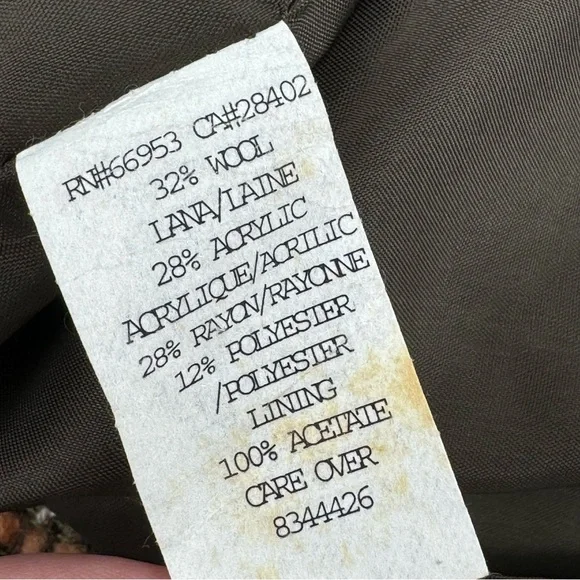 RN#66953 CA#28402
32% WOOL
LANA/LAINE
28% ACRYLIC
ACRYLIQUE/ACRILIC
28% RAYON/RAYONNE
12% POLYESTER
/POLYESTER
LINING
100% ACETATE
CARE OVER
8344426